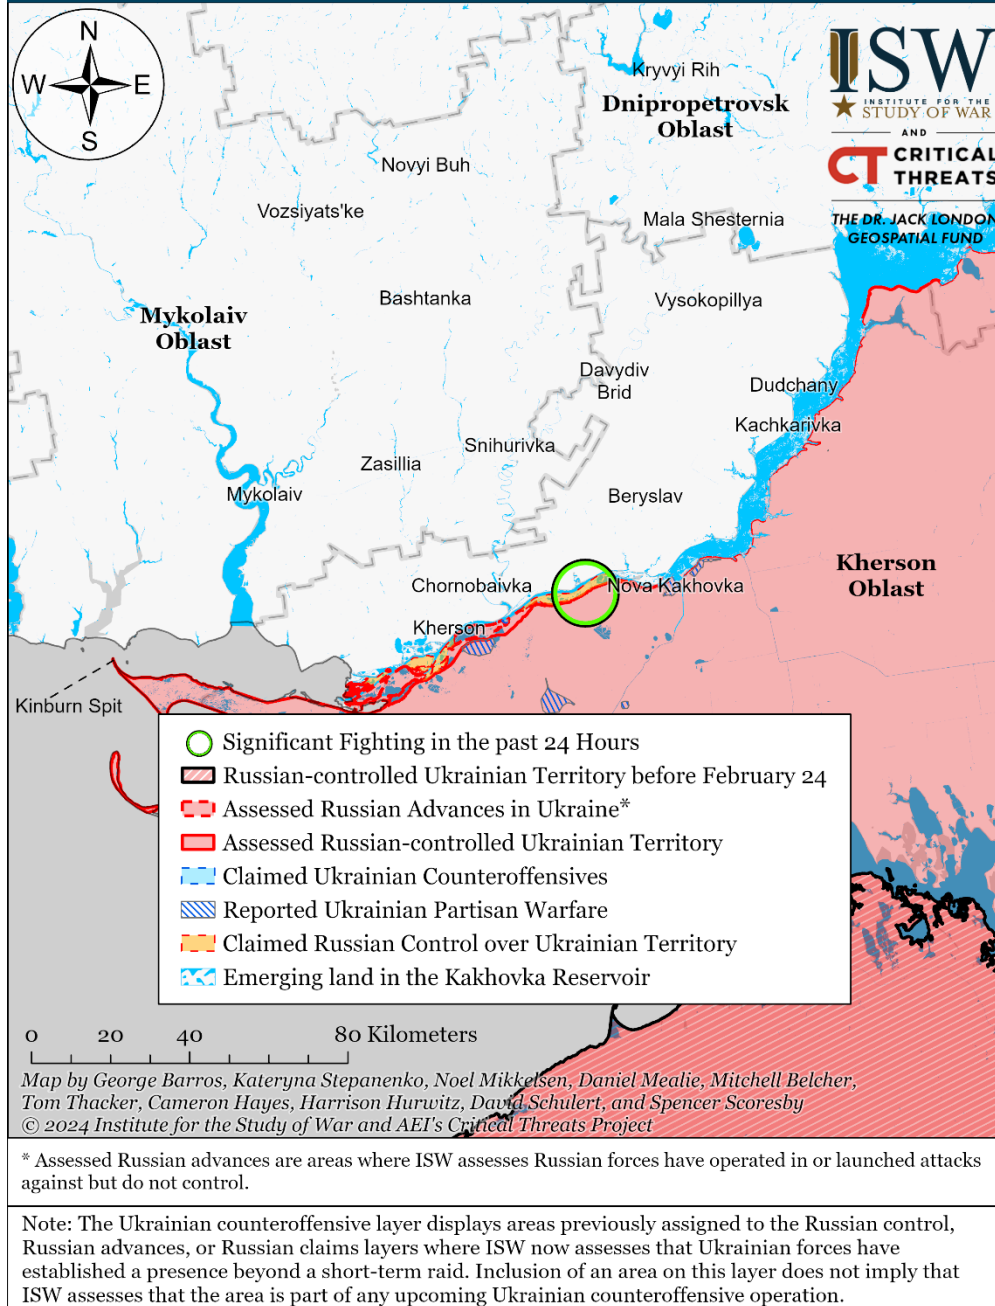 N
W E
S
ISW
INSTITUTE FOR THE
STUDY OF WAR
AND
CT CRITICAL
THREATS
THE DR. JACK LONDON
GEOSPATIAL FUND
Kryvyi Rih
Dnipropetrovsk
Oblast
Novyi Buh
Vozsiyats'ke
Mala Shesternia
Bashtanka
Vysokopillya
Mykolaiv
Oblast
Davydiv
Brid
Dudchany
Kachkarivka
Snihurivka
Zasillia
Mykolaiv
Beryslav
Kherson
Oblast
Chornobaivka
Nova Kakhovka
Kherson
Kinburn Spit
Significant Fighting in the past 24 Hours
Russian-controlled Ukrainian Territory before February 24
Assessed Russian Advances in Ukraine*
Assessed Russian-controlled Ukrainian Territory
Claimed Ukrainian Counteroffensives
Reported Ukrainian Partisan Warfare
Claimed Russian Control over Ukrainian Territory
Emerging land in the Kakhovka Reservoir
0 20 40 80 Kilometers
Map by George Barros, Kateryna Stepanenko, Noel Mikkelsen, Daniel Mealie, Mitchell Belcher,
Tom Thacker, Cameron Hayes, Harrison Hurwitz, David Schulert, and Spencer Scoresby
© 2024 Institute for the Study of War and AEI's Critical Threats Project
* Assessed Russian advances are areas where ISW assesses Russian forces have operated in or launched attacks
against but do not control.
Note: The Ukrainian counteroffensive layer displays areas previously assigned to the Russian control,
Russian advances, or Russian claims layers where ISW now assesses that Ukrainian forces have
established a presence beyond a short-term raid. Inclusion of an area on this layer does not imply that
ISW assesses that the area is part of any upcoming Ukrainian counteroffensive operation.